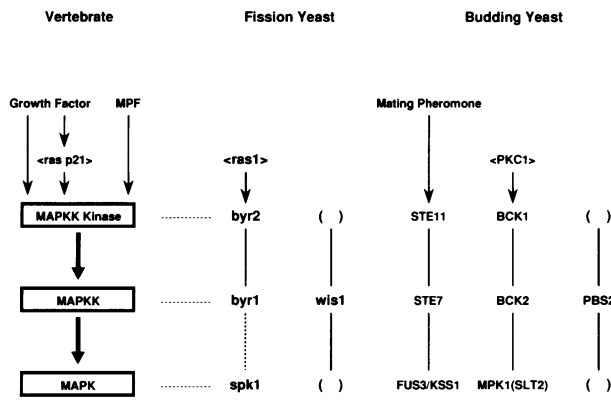 Vertebrate Fission Yeast Budding Yeast
Growth Factor MPF Mating Pheromone
<ras p21> <ras1> <PKC1>
MAPKK Kinase byr2 ( ) STE11 BCK1 ( )
MAPKK byr1 wis1 STE7 BCK2 PBS2
MAPK spk1 ( ) FUS3/KSS1 MPK1(SLT2) ( )